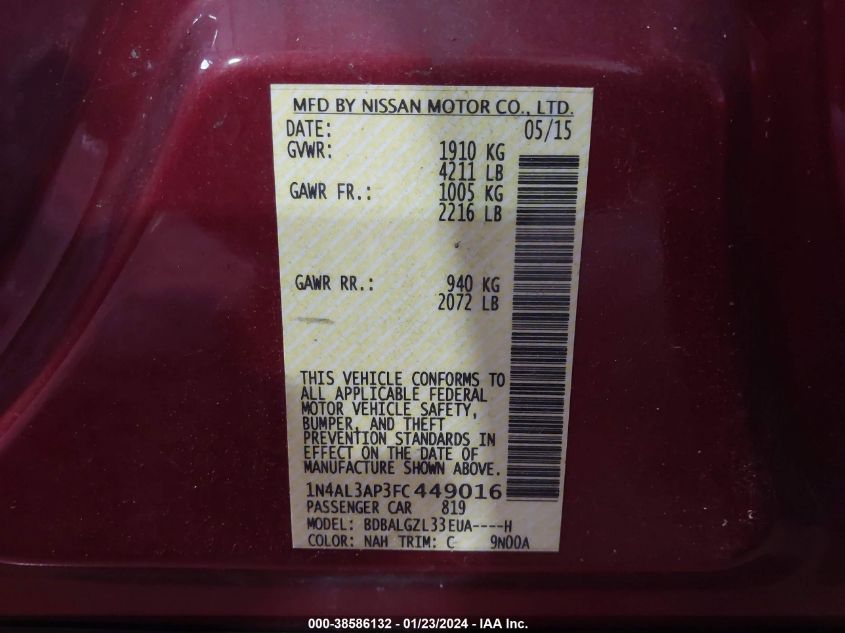 MFD BY NISSAN MOTOR CO., LTD.
DATE: 05/15
GVWR: 1910 KG
4211 LB
GAWR FR.: 1005 KG
2216 LB
GAWR RR.: 940 KG
2072 LB
THIS VEHICLE CONFORMS TO
ALL APPLICABLE FEDERAL
MOTOR VEHICLE SAFETY,
BUMPER, AND THEFT
PREVENTION STANDARDS IN
EFFECT ON THE DATE OF
MANUFACTURE SHOWN ABOVE.
1N4AL3AP3FC449016
PASSENGER CAR 819
MODEL: BDBALGZL33EUA----H
COLOR: NAH TRIM: C 9N00A
000-38586132 - 01/23/2024 - IAA Inc.